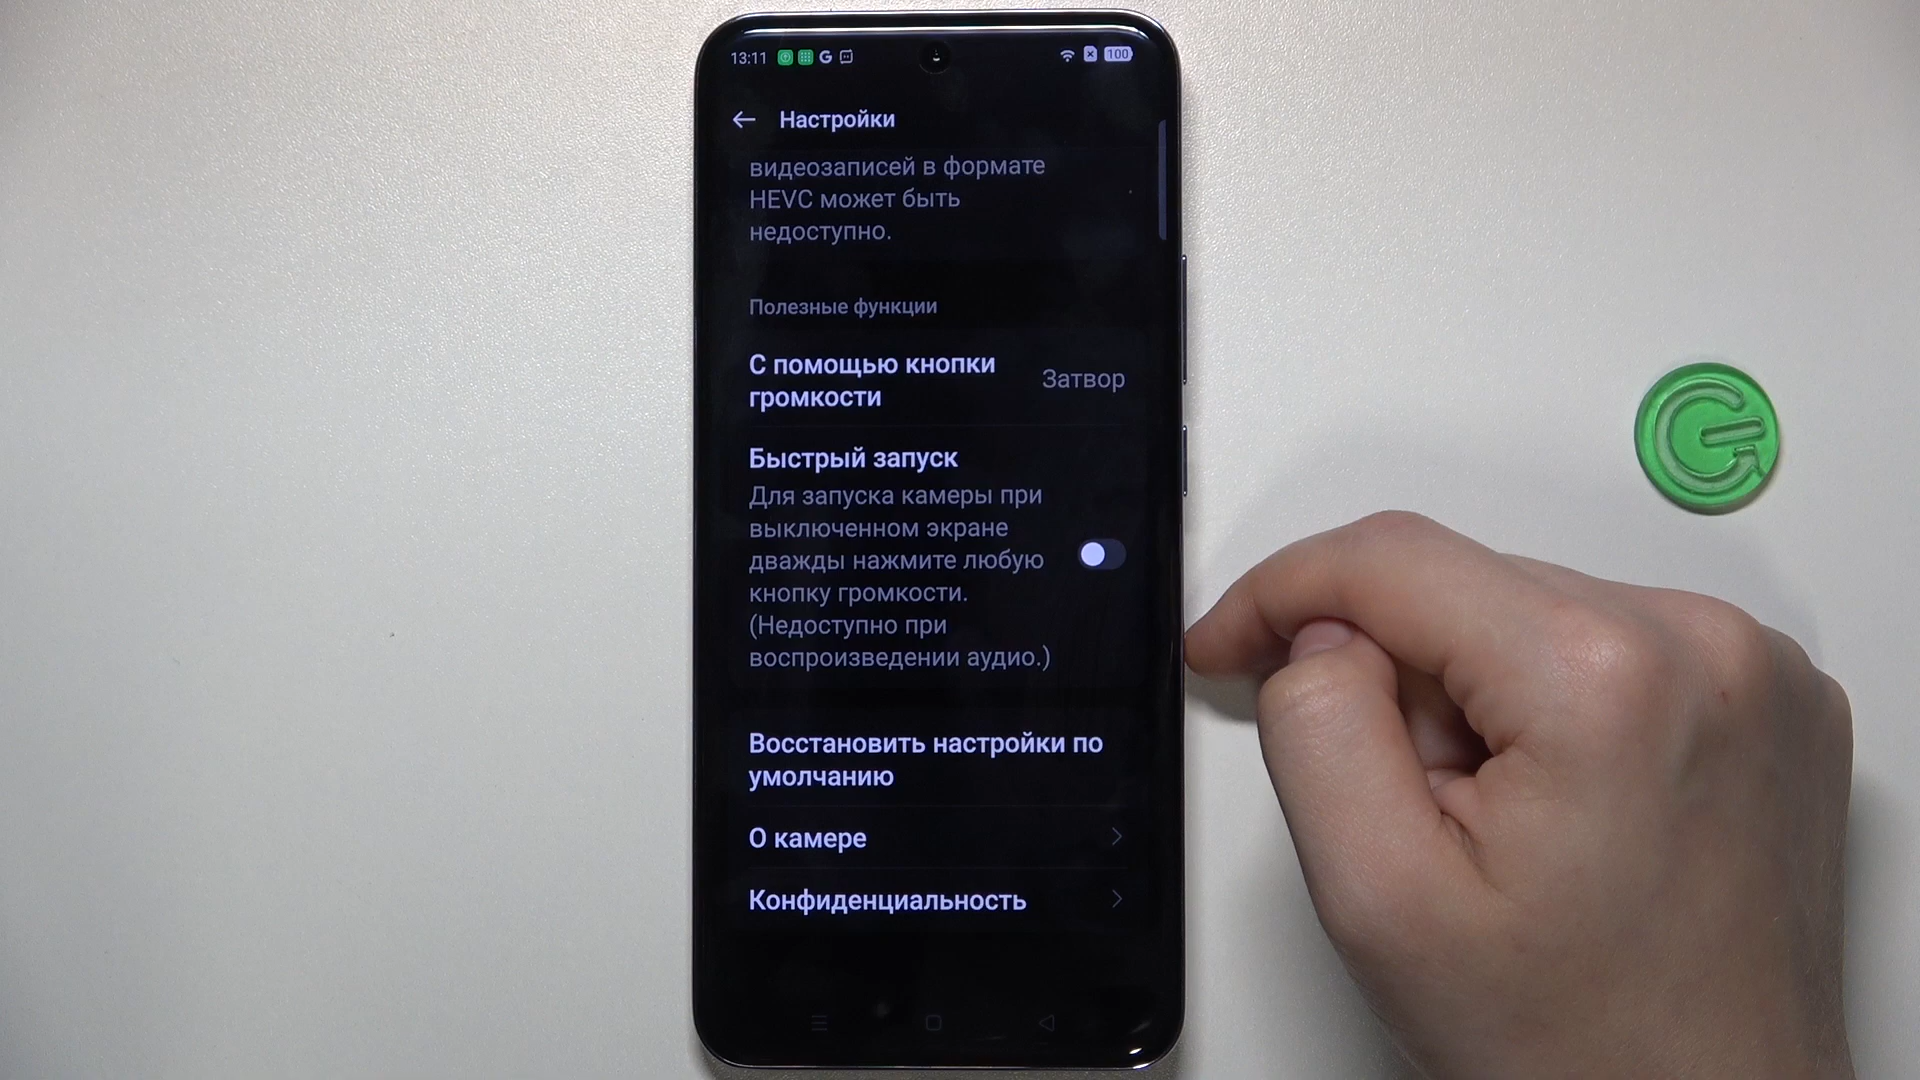 13:11 G 100
Настройки
видеозаписей в формате
HEVC может быть
недоступно.
Полезные функции
С помощью кнопки
громкости
Затвор
Быстрый запуск
Для запуска камеры при
выключенном экране
дважды нажмите любую
кнопку громкости.
(Недоступно при
воспроизведении аудио.)
Восстановить настройки по
умолчанию
О камере
Конфиденциальность